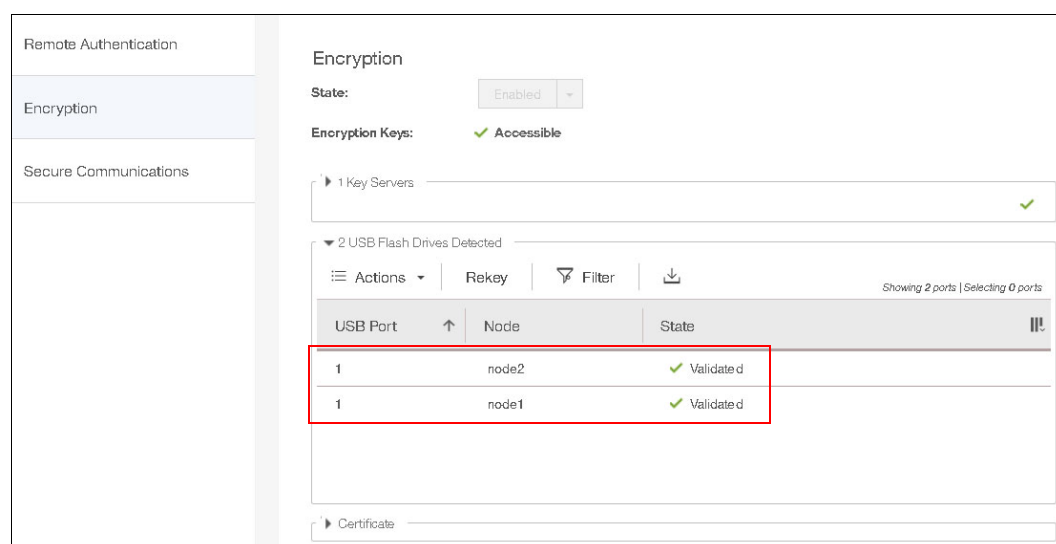 Remote Authentication
Encryption
Secure Communications
Encryption
State: Enabled
Encryption Keys: Accessible
1 Key Servers
2 USB Flash Drives Detected
Actions Rekey Filter
Showing 2 ports | Selecting 0 ports
USB Port Node State
1 node2 Validated
1 node1 Validated
Certificate